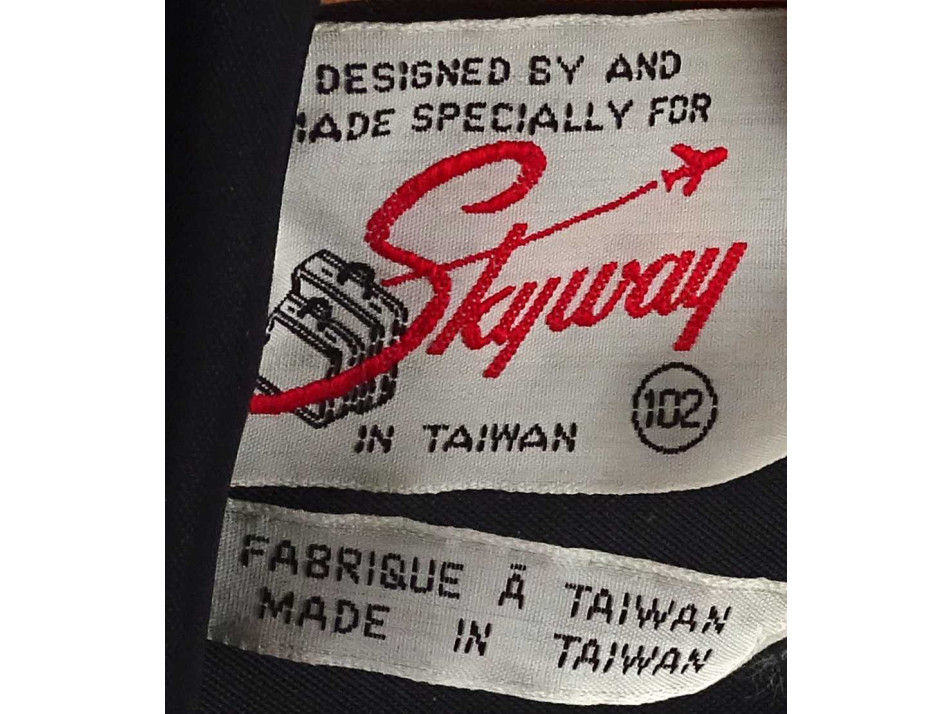 DESIGNED BY AND
MADE SPECIALLY FOR
Skyway
IN TAIWAN
102
FABRIQUE Ā TAIWAN
MADE IN TAIWAN